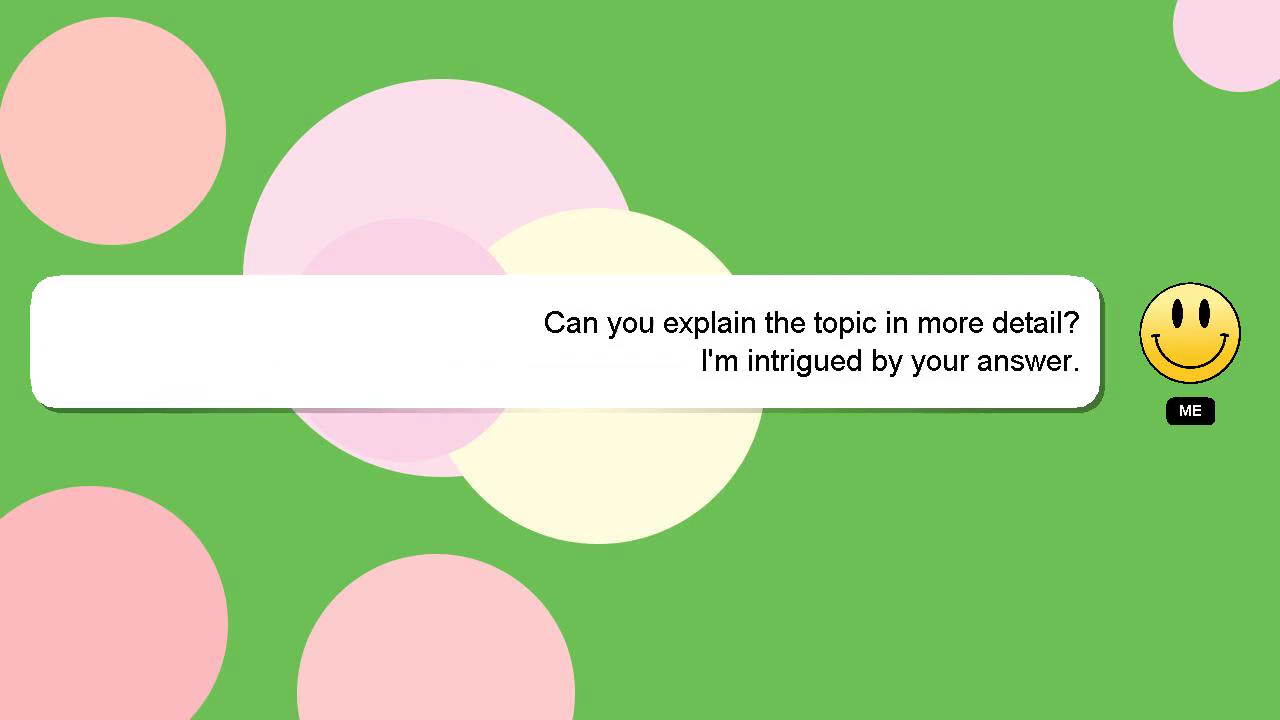 Can you explain the topic in more detail?
I'm intrigued by your answer.
ME